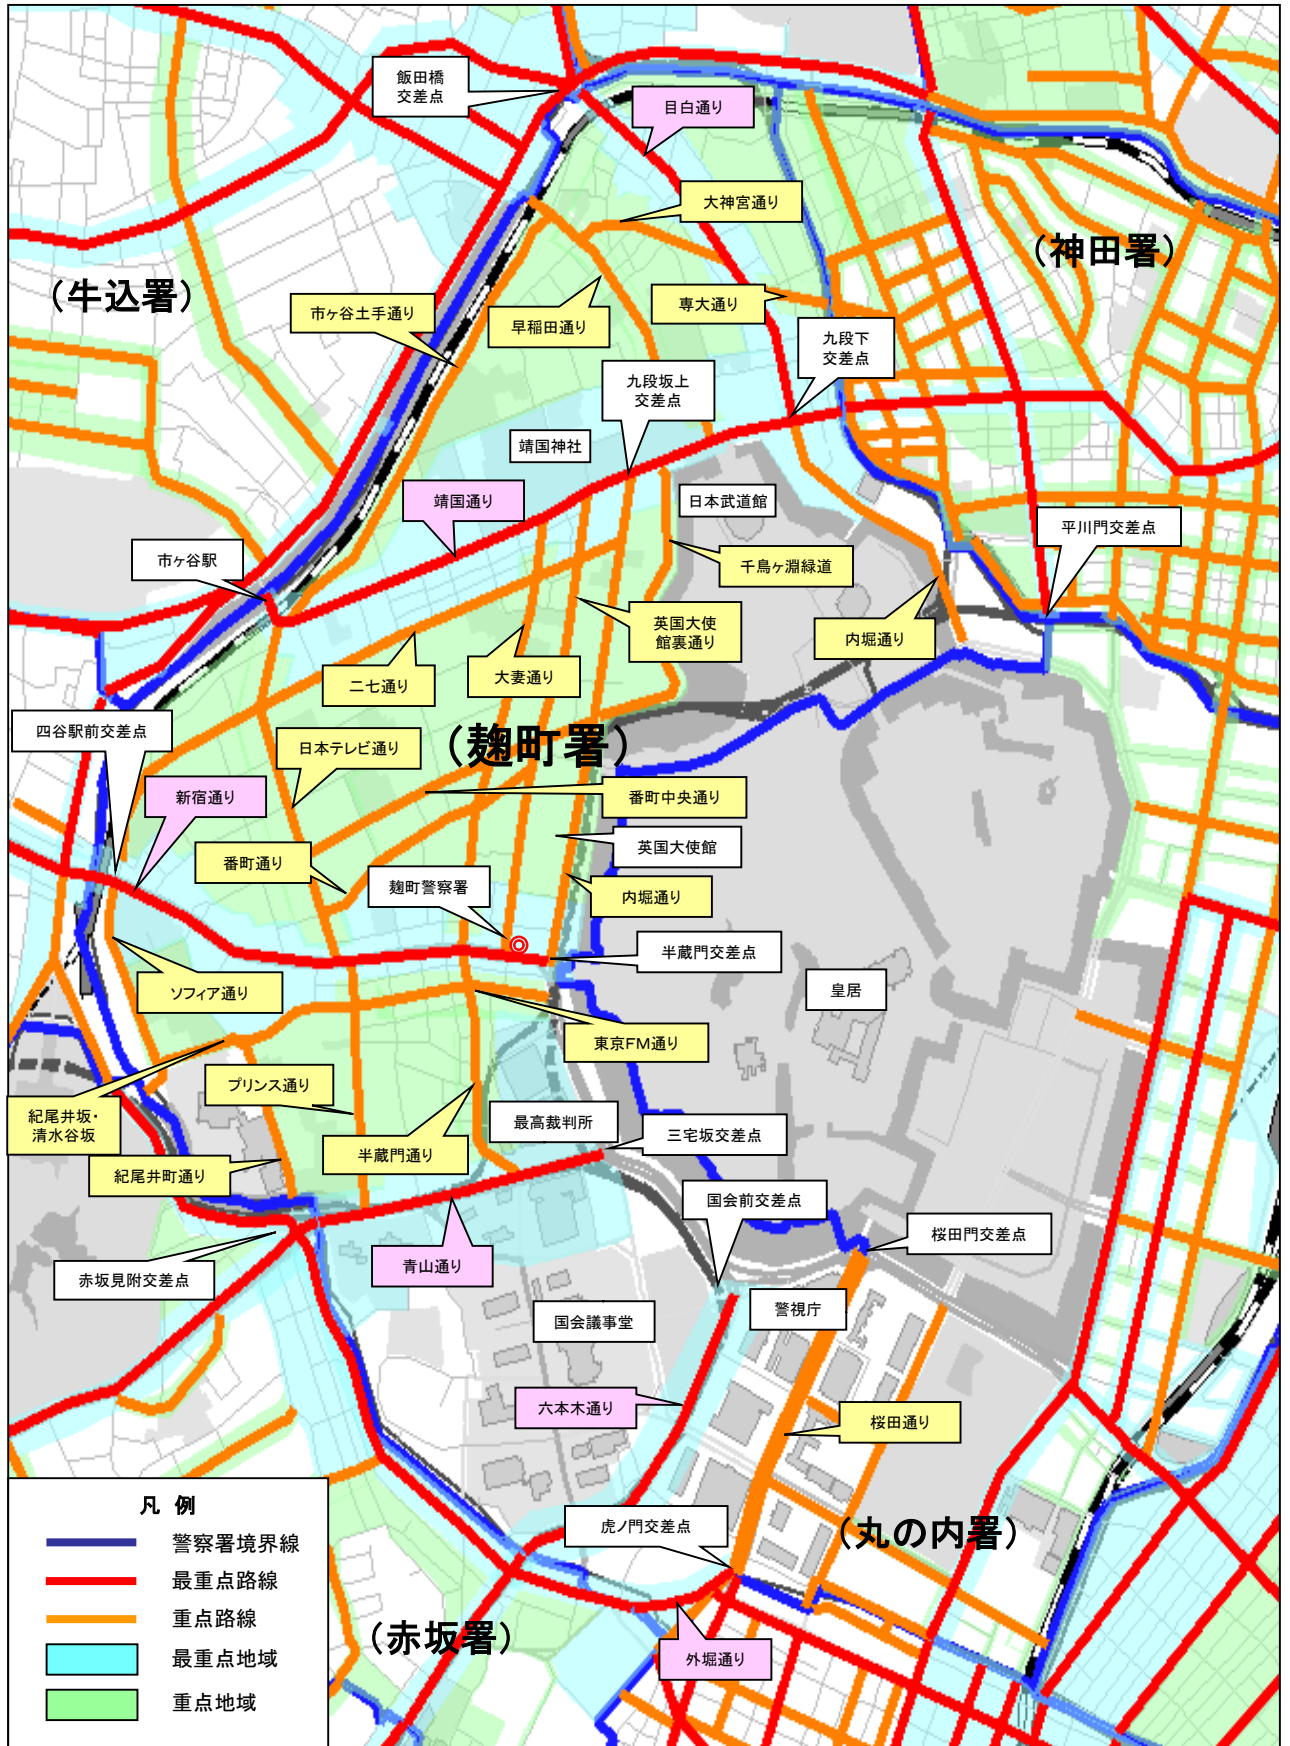 飯田橋
交差点
目白通り
大神宮通り
(神田署)
(牛込署)
市ヶ谷土手通り
早稲田通り
専大通り
九段下
交差点
九段坂上
交差点
靖国神社
靖国通り
日本武道館
平川門交差点
市ヶ谷駅
千鳥ヶ淵緑道
英国大使
館裏通り
内堀通り
二七通り
大妻通り
四谷駅前交差点
日本テレビ通り
(麹町署)
新宿通り
番町中央通り
番町通り
英国大使館
麹町警察署
内堀通り
半蔵門交差点
ソフィア通り
皇居
東京FM通り
プリンス通り
紀尾井坂・
清水谷坂
最高裁判所
三宅坂交差点
半蔵門通り
紀尾井町通り
国会前交差点
桜田門交差点
赤坂見附交差点
青山通り
国会議事堂
警視庁
六本木通り
桜田通り
虎ノ門交差点
(丸の内署)
(赤坂署)
外堀通り
凡 例
警察署境界線
最重点路線
重点路線
最重点地域
重点地域